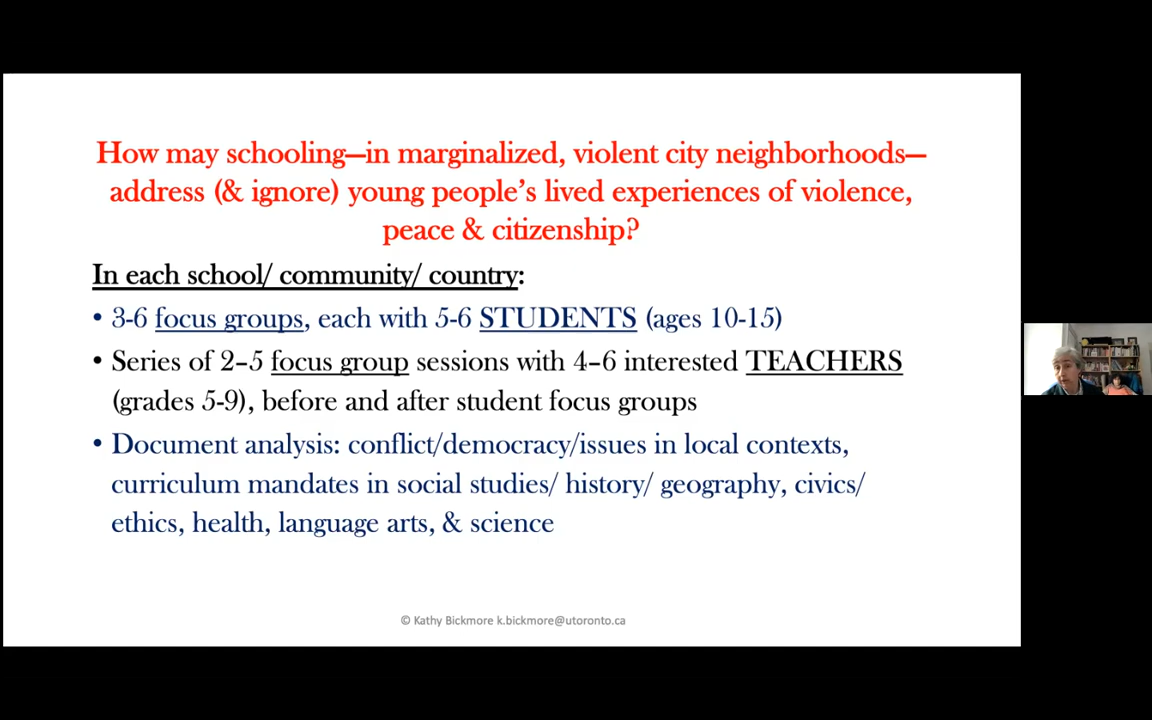 How may schooling—in marginalized, violent city neighborhoods—
address (& ignore) young people's lived experiences of violence,
peace & citizenship?
In each school/ community/ country:
• 3-6 focus groups, each with 5-6 STUDENTS (ages 10-15)
• Series of 2–5 focus group sessions with 4–6 interested TEACHERS
(grades 5-9), before and after student focus groups
• Document analysis: conflict/democracy/issues in local contexts,
curriculum mandates in social studies/ history/ geography, civics/
ethics, health, language arts, & science
© Kathy Bickmore k.bickmore@utoronto.ca